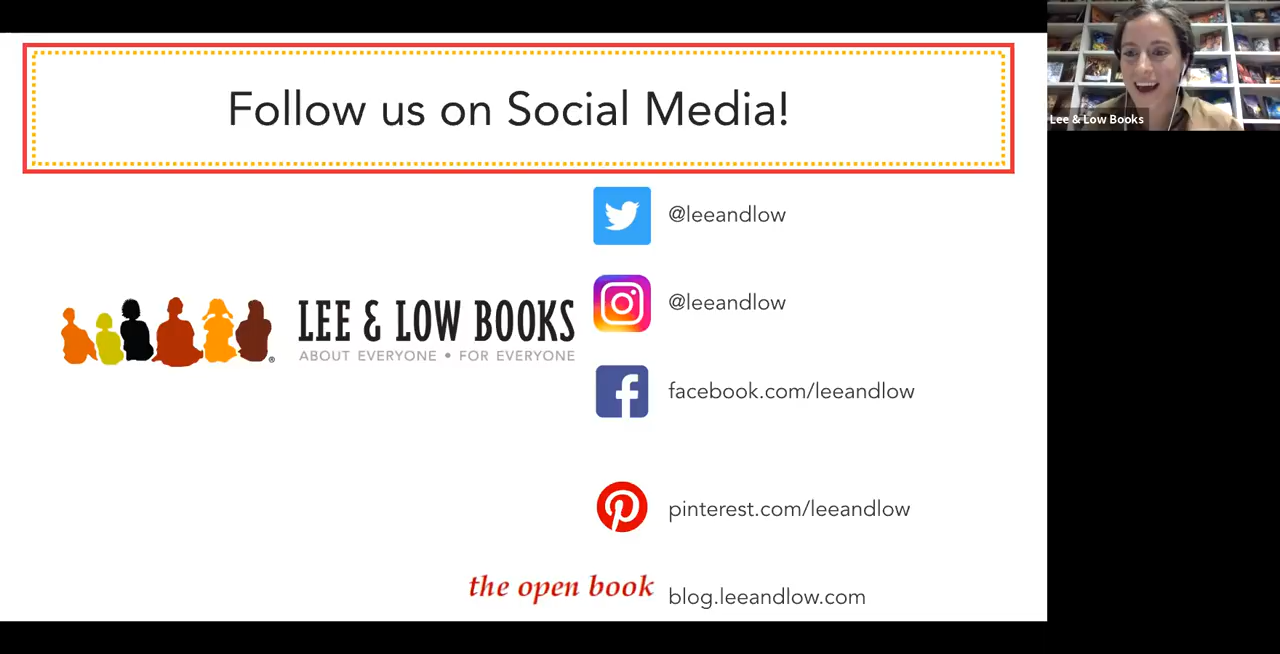 Follow us on Social Media!
Lee & Low Books
@leeandlow
@leeandlow
LEE & LOW BOOKS
®
ABOUT EVERYONE • FOR EVERYONE
facebook.com/leeandlow
pinterest.com/leeandlow
the open book
blog.leeandlow.com